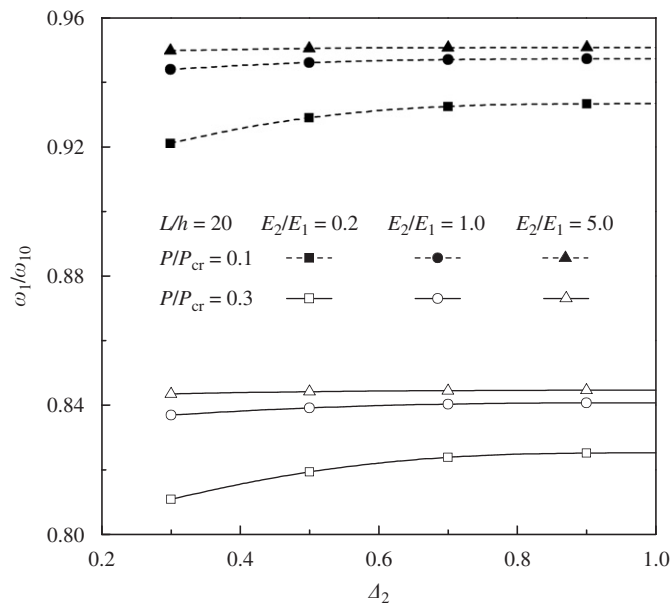 0.96
0.92
0.88
0.84
0.80
ω₁/ω₁₀
L/h = 20 E₂/E₁ = 0.2 E₂/E₁ = 1.0 E₂/E₁ = 5.0
P/P_cr = 0.1
P/P_cr = 0.3
0.2 0.4 0.6 0.8 1.0
Δ₂